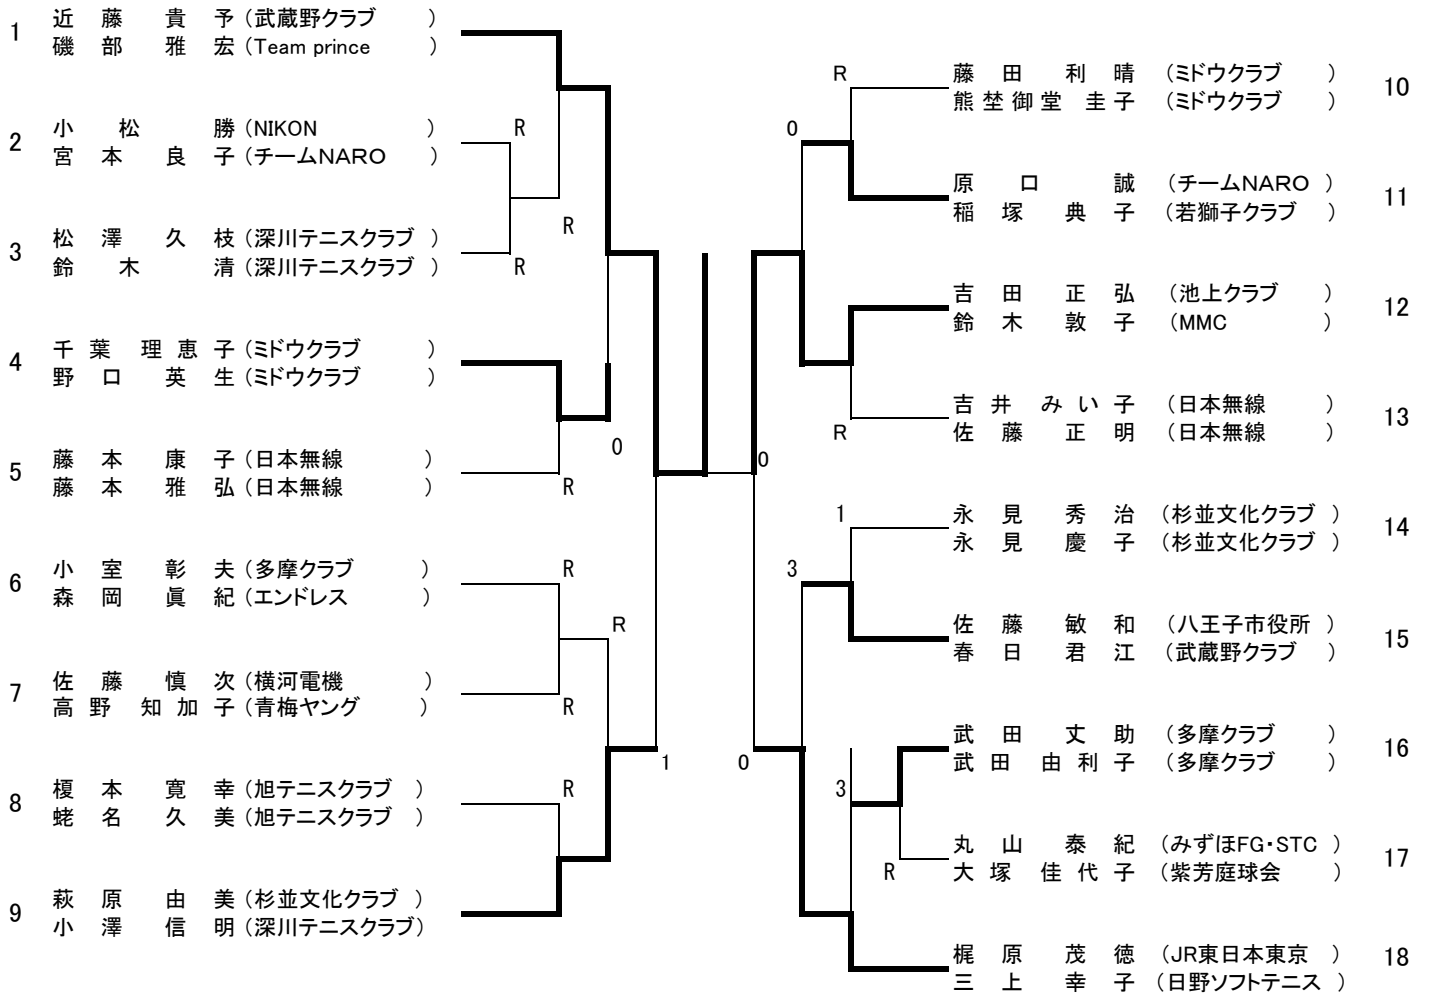 1 近藤 貴予 (武蔵野クラブ )
磯部 雅宏 (Team prince )
2 小松 勝 (NIKON )
宮本 良子 (チームNARO )
R
R
3 松澤 久枝 (深川テニスクラブ )
鈴木 清 (深川テニスクラブ )
R
4 千葉 理恵子 (ミドウクラブ )
野口 英生 (ミドウクラブ )
0
5 藤本 康子 (日本無線 )
藤本 雅弘 (日本無線 )
R
6 小室 彰夫 (多摩クラブ )
森岡 眞紀 (エンドレス )
R
R
7 佐藤 慎次 (横河電機 )
高野 知加子 (青梅ヤング )
R
1
8 榎本 寛幸 (旭テニスクラブ )
蛯名 久美 (旭テニスクラブ )
R
9 萩原 由美 (杉並文化クラブ )
小澤 信明 (深川テニスクラブ)
R
藤田 利晴 (ミドウクラブ ) 10
熊埜御堂 圭子 (ミドウクラブ )
0
原口 誠 (チームNARO ) 11
稲塚 典子 (若獅子クラブ )
吉田 正弘 (池上クラブ ) 12
鈴木 敦子 (MMC )
吉井 みい子 (日本無線 ) 13
佐藤 正明 (日本無線 )
R
0
1
永見 秀治 (杉並文化クラブ ) 14
永見 慶子 (杉並文化クラブ )
3
佐藤 敏和 (八王子市役所 ) 15
春日 君江 (武蔵野クラブ )
武田 丈助 (多摩クラブ ) 16
武田 由利子 (多摩クラブ )
0
3
丸山 泰紀 (みずほFG・STC ) 17
大塚 佳代子 (紫芳庭球会 )
R
梶原 茂徳 (JR東日本東京 ) 18
三上 幸子 (日野ソフトテニス )